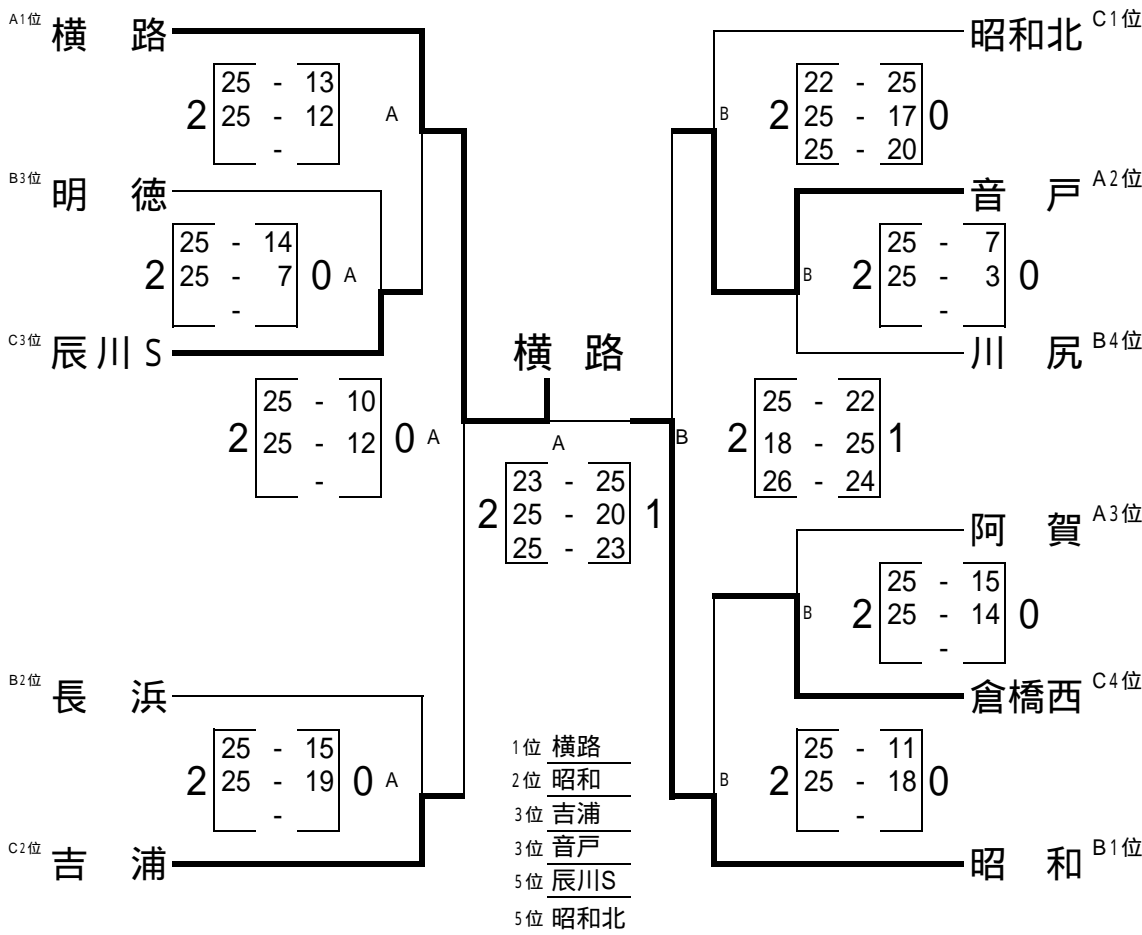 A1位 横 路
25 - 13
2 25 - 12 A
-
B3位 明 徳
25 - 14
2 25 - 7 0 A
-
C3位 辰川S
25 - 10
2 25 - 12 0 A
-
B2位 長 浜
25 - 15
2 25 - 19 0 A
-
C2位 吉 浦
横 路
A
23 - 25
2 25 - 20 1
25 - 23
1位 横路
2位 昭和
3位 吉浦
3位 音戸
5位 辰川S
5位 昭和北
昭和北 C1位
22 - 25
B 2 25 - 17 0
25 - 20
音 戸 A2位
25 - 7
B 2 25 - 3 0
-
川 尻 B4位
25 - 22
B 2 18 - 25 1
26 - 24
阿 賀 A3位
25 - 15
B 2 25 - 14 0
-
倉橋西 C4位
25 - 11
B 2 25 - 18 0
-
昭 和 B1位